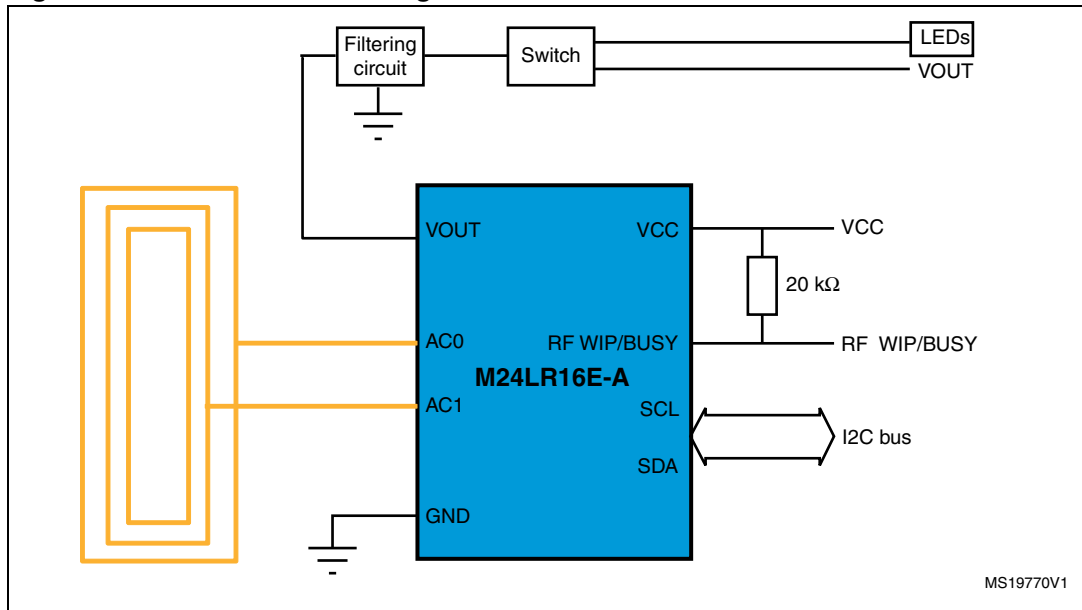 LEDs
Filtering
circuit
Switch
VOUT
VOUT
VCC
VCC
20 kΩ
AC0
RF WIP/BUSY
RF WIP/BUSY
M24LR16E-A
AC1
SCL
I2C bus
SDA
GND
MS19770V1